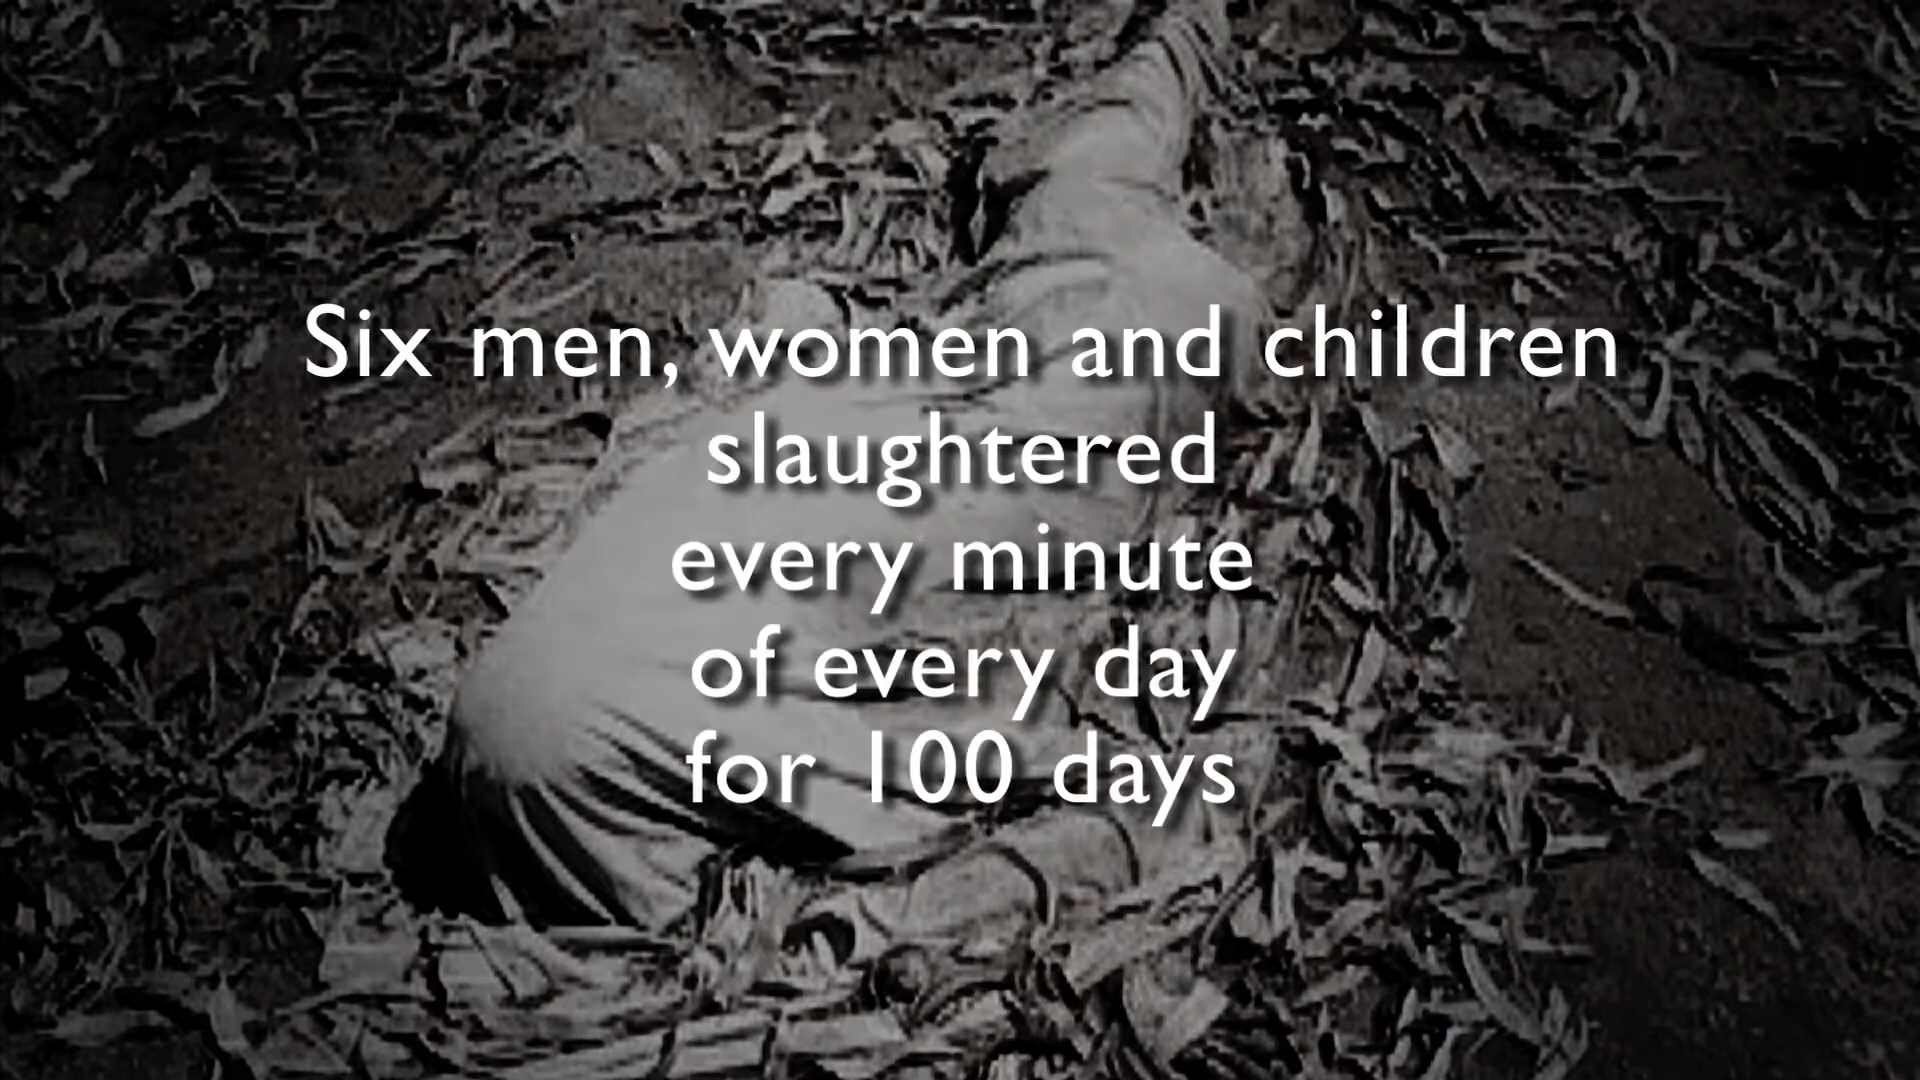 Six men, women and children
slaughtered
every minute
of every day
for 100 days